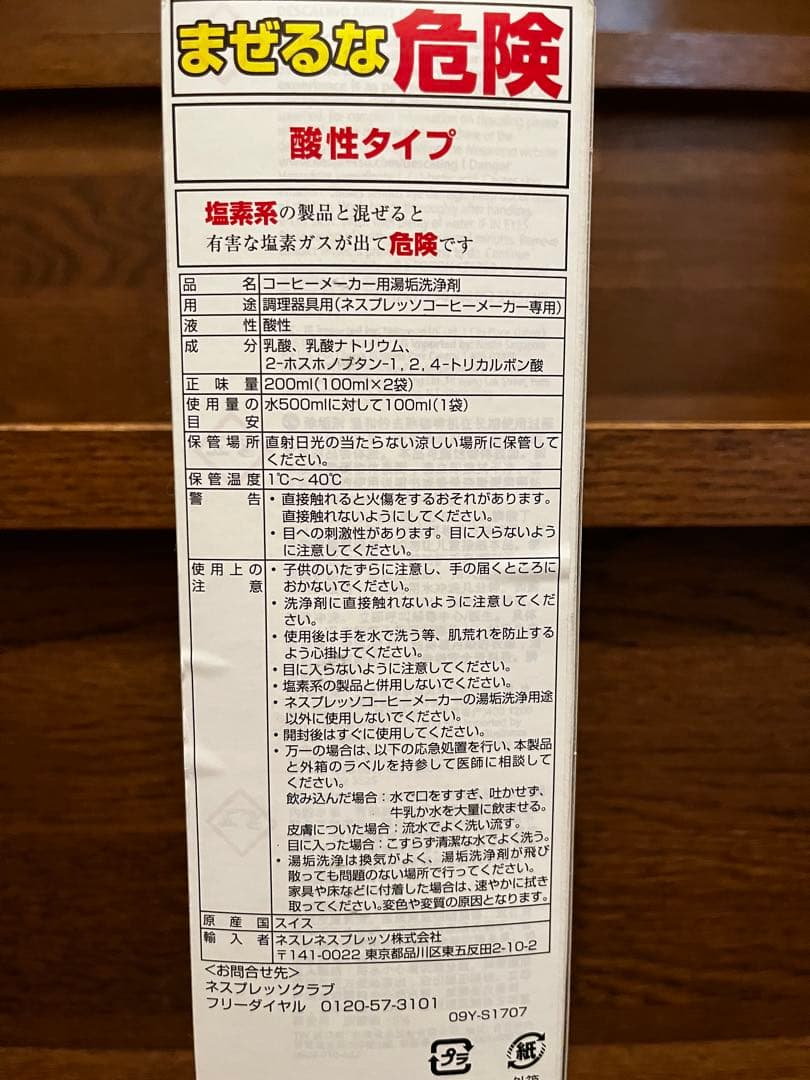 まぜるな危険
酸性タイプ
塩素系の製品と混ぜると
有害な塩素ガスが出て危険です
品名 コーヒーメーカー用湯垢洗浄剤
用途 調理器具用(ネスプレッソコーヒーメーカー専用)
液性 酸性
成分 乳酸、乳酸ナトリウム、
2-ホスホノブタン-1, 2, 4-トリカルボン酸
正味量 200ml(100ml×2袋)
使用量の 水500mlに対して100ml(1袋)
目安
保管場所 直射日光の当たらない涼しい場所に保管して
ください。
保管温度 1℃～40℃
警告 ・直接触れると火傷をするおそれがあります。
直接触れないようにしてください。
・目への刺激性があります。目に入らないよう
に注意してください。
使用上の ・子供のいたずらに注意し、手の届くところに
注意 おかないでください。
・洗浄剤に直接触れないように注意してくだ
さい。
・使用後は手を水で洗う等、肌荒れを防止する
よう心掛けてください。
・目に入らないように注意してください。
・塩素系の製品と併用しないでください。
・ネスプレッソコーヒーメーカーの湯垢洗浄用途
以外に使用しないでください。
・開封後はすぐに使用してください。
・万一の場合は、以下の応急処置を行い、本製品
と外箱のラベルを持参して医師に相談して
ください。
飲み込んだ場合：水で口をすすぎ、吐かせず、
牛乳か水を大量に飲ませる。
皮膚についた場合：流水でよく洗い流す。
目に入った場合：こすらず清潔な水でよく洗う。
・湯垢洗浄は換気がよく、湯垢洗浄剤が飛び
散っても問題のない場所で行ってください。
家具や床などに付着した場合は、速やかに拭き
取ってください。変色や変質の原因となります。
原産国 スイス
輸入者 ネスレネスプレッソ株式会社
〒141-0022 東京都品川区東五反田2-10-2
＜お問合せ先＞
ネスプレッソクラブ
フリーダイヤル 0120-57-3101
09Y-S1707
プラ 紙
外箱